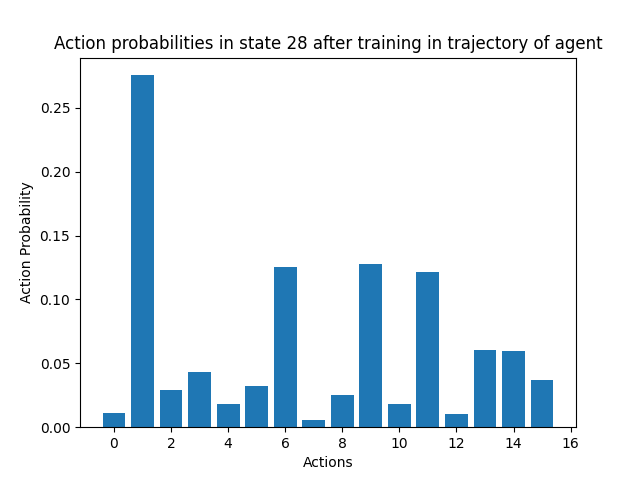 Action probabilities in state 28 after training in trajectory of agent
0.25
0.20
0.15
0.10
0.05
0.00
Action Probability
0 2 4 6 8 10 12 14 16
Actions